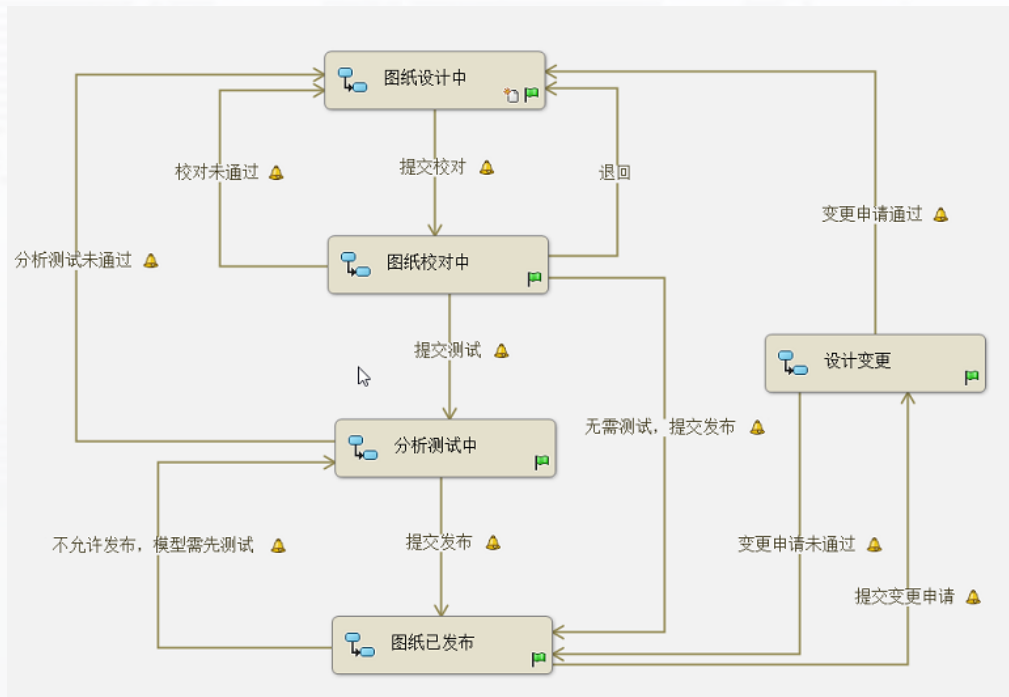 图纸设计中
校对未通过
提交校对
退回
变更申请通过
分析测试未通过
图纸校对中
提交测试
设计变更
无需测试，提交发布
分析测试中
不允许发布，模型需先测试
提交发布
变更申请未通过
提交变更申请
图纸已发布